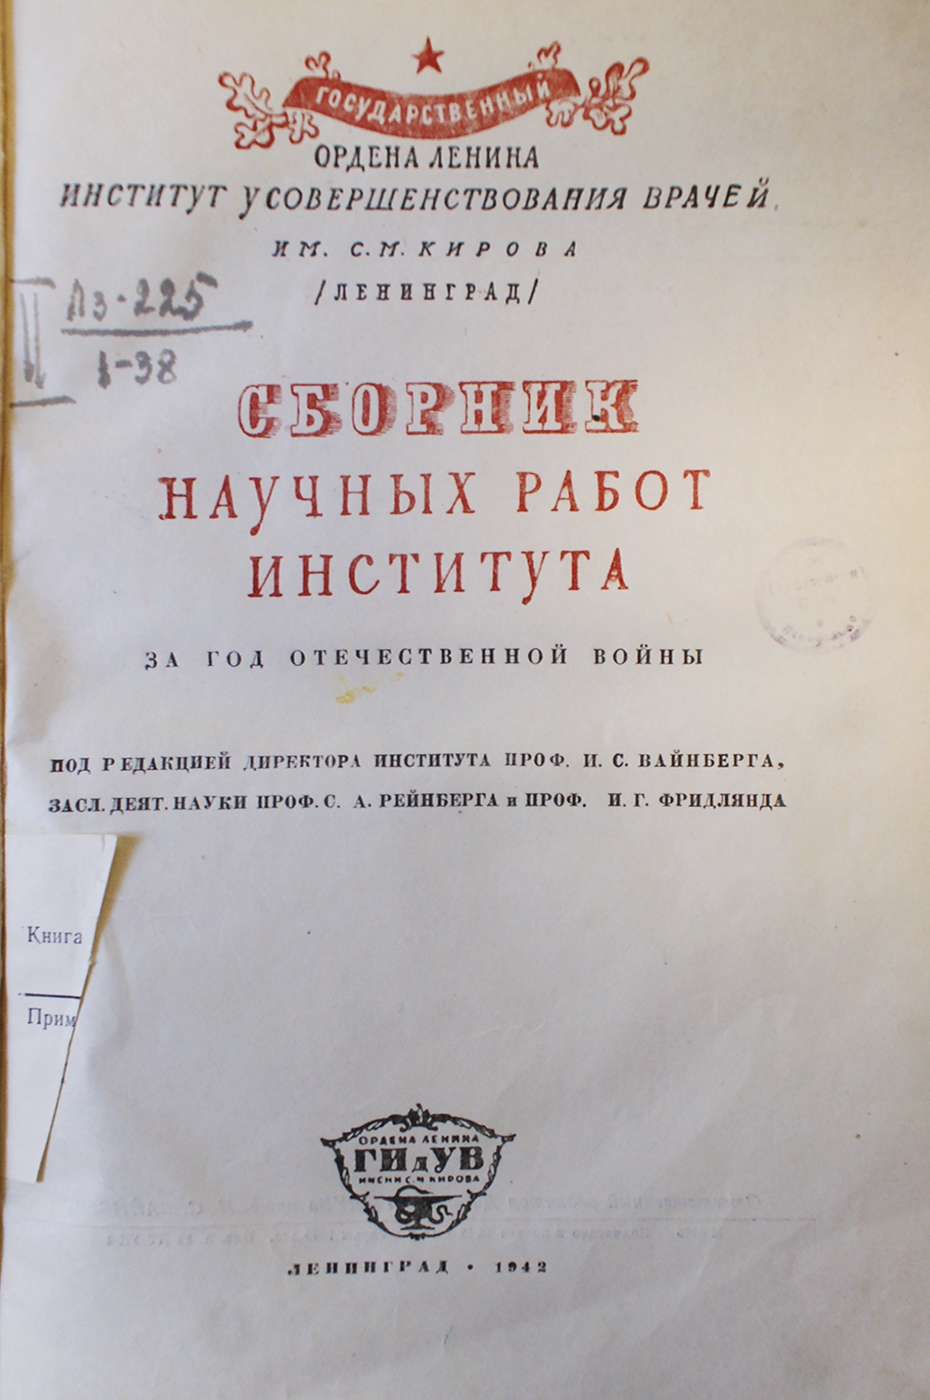 ГОСУДАРСТВЕННЫЙ
ОРДЕНА ЛЕНИНА
ИНСТИТУТ УСОВЕРШЕНСТВОВАНИЯ ВРАЧЕЙ
ИМ. С. М. КИРОВА
/ЛЕНИНГРАД/
Лз-225
1-38
СБОРНИК
НАУЧНЫХ РАБОТ
ИНСТИТУТА
ЗА ГОД ОТЕЧЕСТВЕННОЙ ВОЙНЫ
ПОД РЕДАКЦИЕЙ ДИРЕКТОРА ИНСТИТУТА ПРОФ. И. С. ВАЙНБЕРГА,
ЗАСЛ. ДЕЯТ. НАУКИ ПРОФ. С. А. РЕЙНБЕРГА и ПРОФ. И. Г. ФРИДЛЯНДА
Книга
Прим
ОРДЕНА ЛЕНИНА
ГИдУВ
ИМЕНИ С. М КИРОВА
ЛЕНИНГРАД • 1942